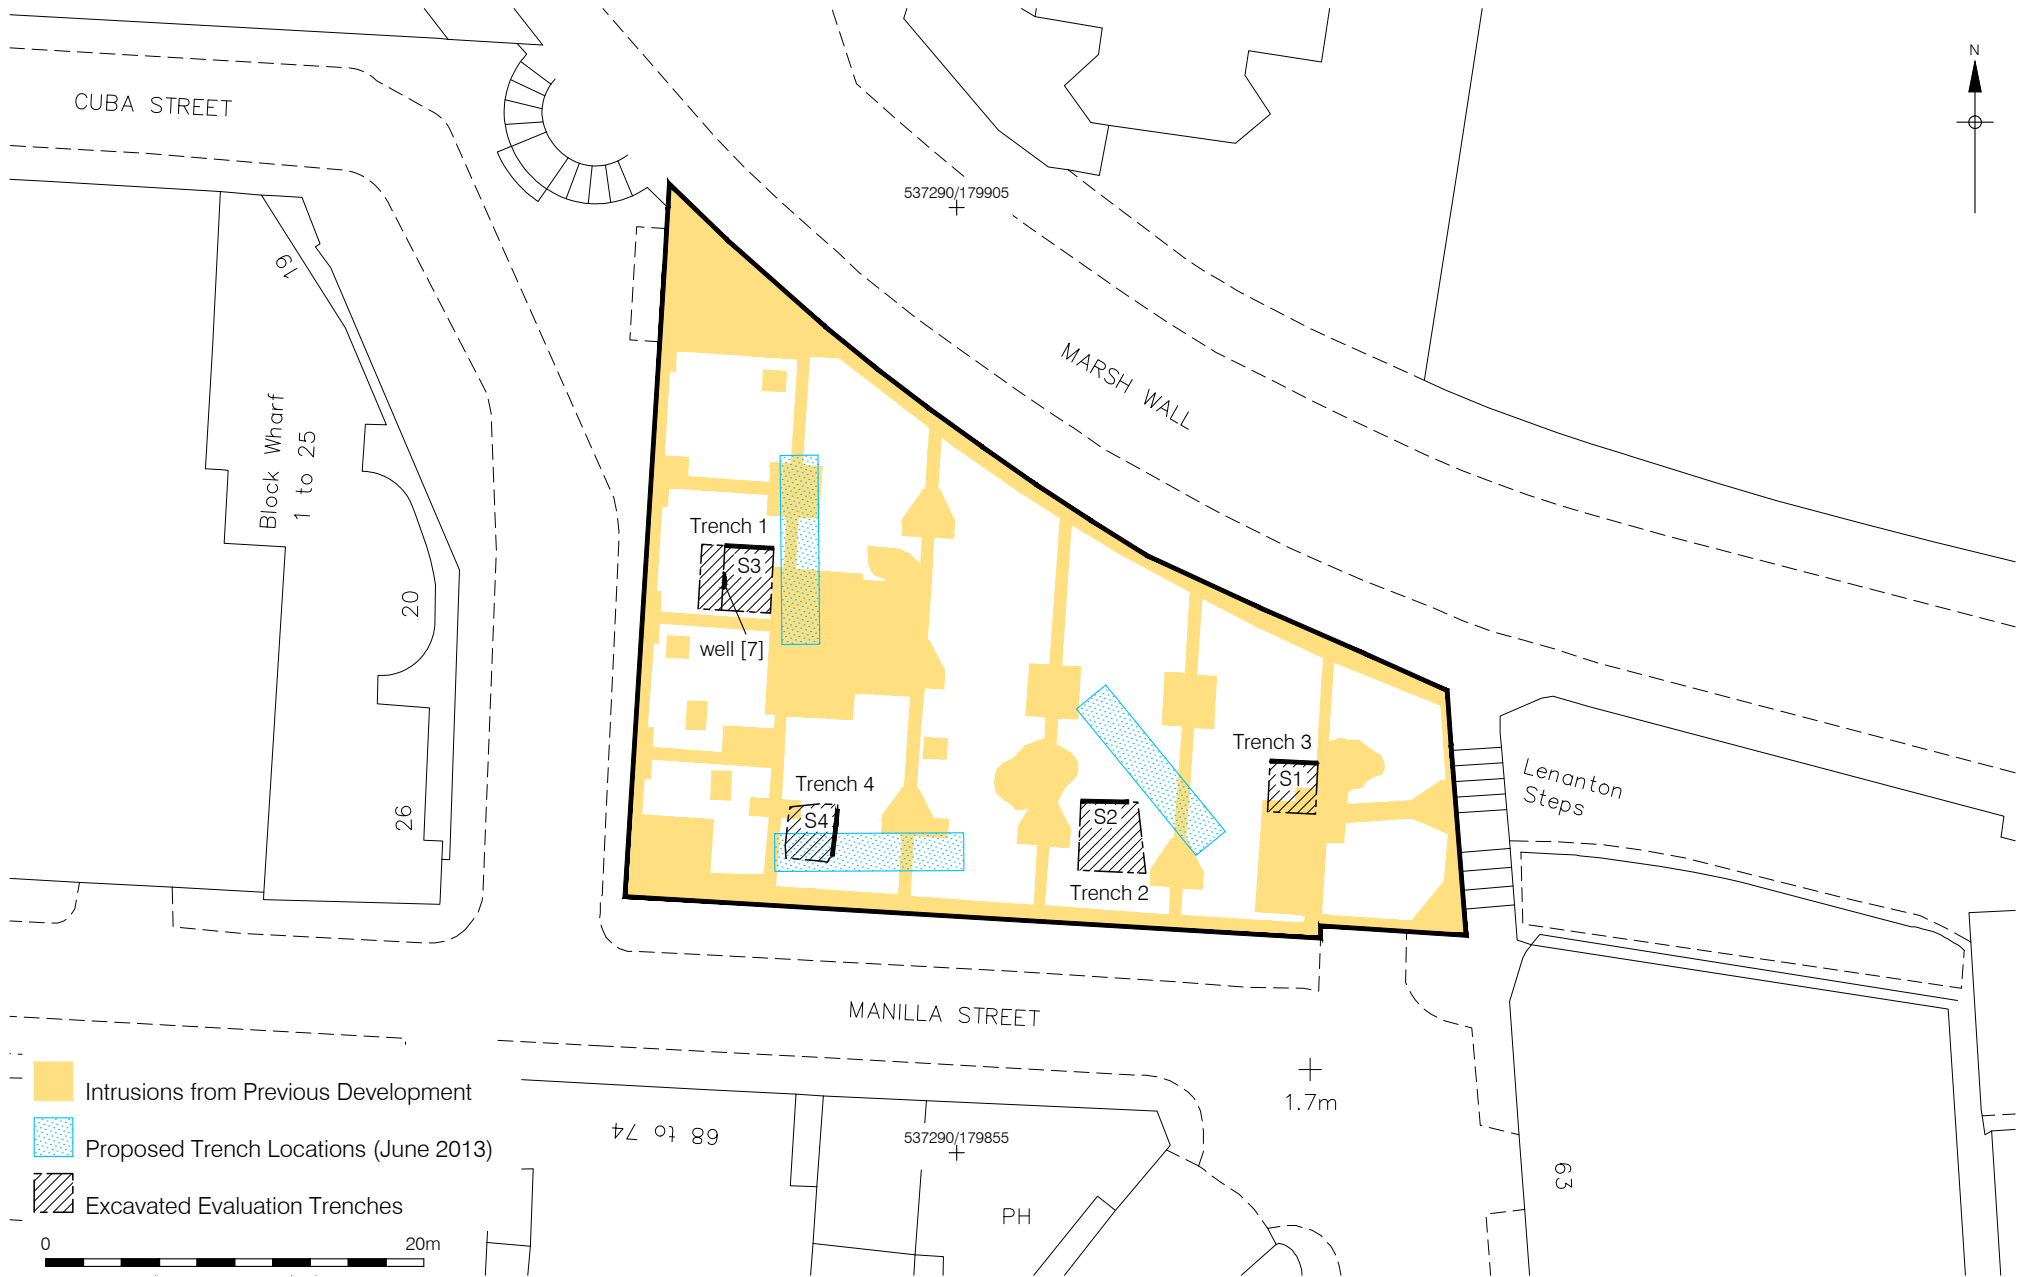 CUBA STREET
N
537290/179905
19
MARSH WALL
Block Wharf
1 to 25
Trench 1
S3
well [7]
20
Trench 3
S1
Lenanton
Steps
Trench 4
S4
S2
Trench 2
26
MANILLA STREET
1.7m
Intrusions from Previous Development
Proposed Trench Locations (June 2013)
Excavated Evaluation Trenches
0 20m
68 to 74
537290/179855
PH
63